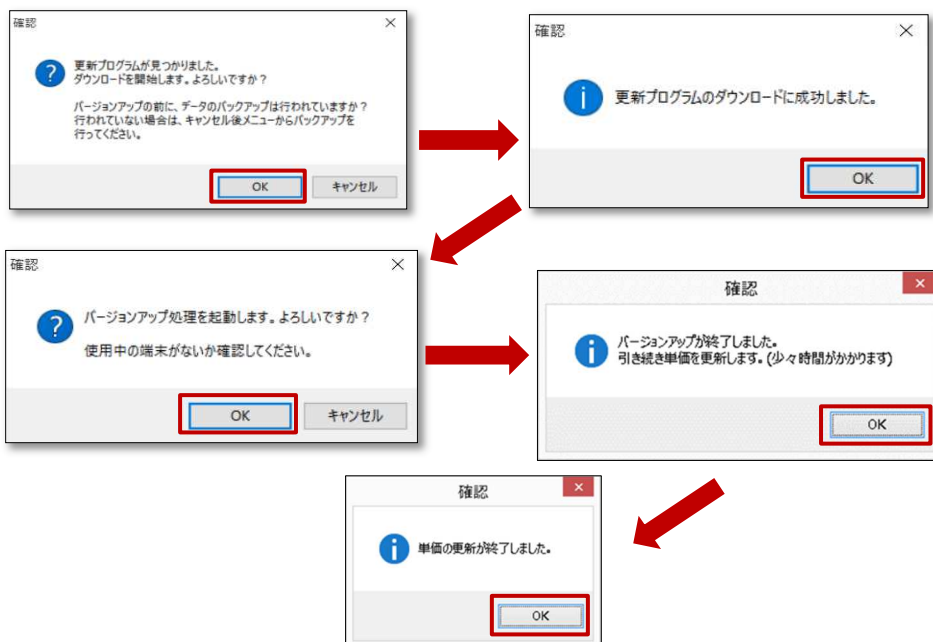 確認
更新プログラムが見つかりました。
ダウンロードを開始します。よろしいですか？
バージョンアップの前に、データのバックアップは行われていますか？
行われていない場合は、キャンセル後メニューからバックアップを
行ってください。
OK
キャンセル
確認
更新プログラムのダウンロードに成功しました。
OK
確認
バージョンアップ処理を起動します。よろしいですか？
使用中の端末がないか確認してください。
OK
キャンセル
確認
バージョンアップが終了しました。
引き続き単価を更新します。(少々時間がかかります)
OK
確認
単価の更新が終了しました。
OK